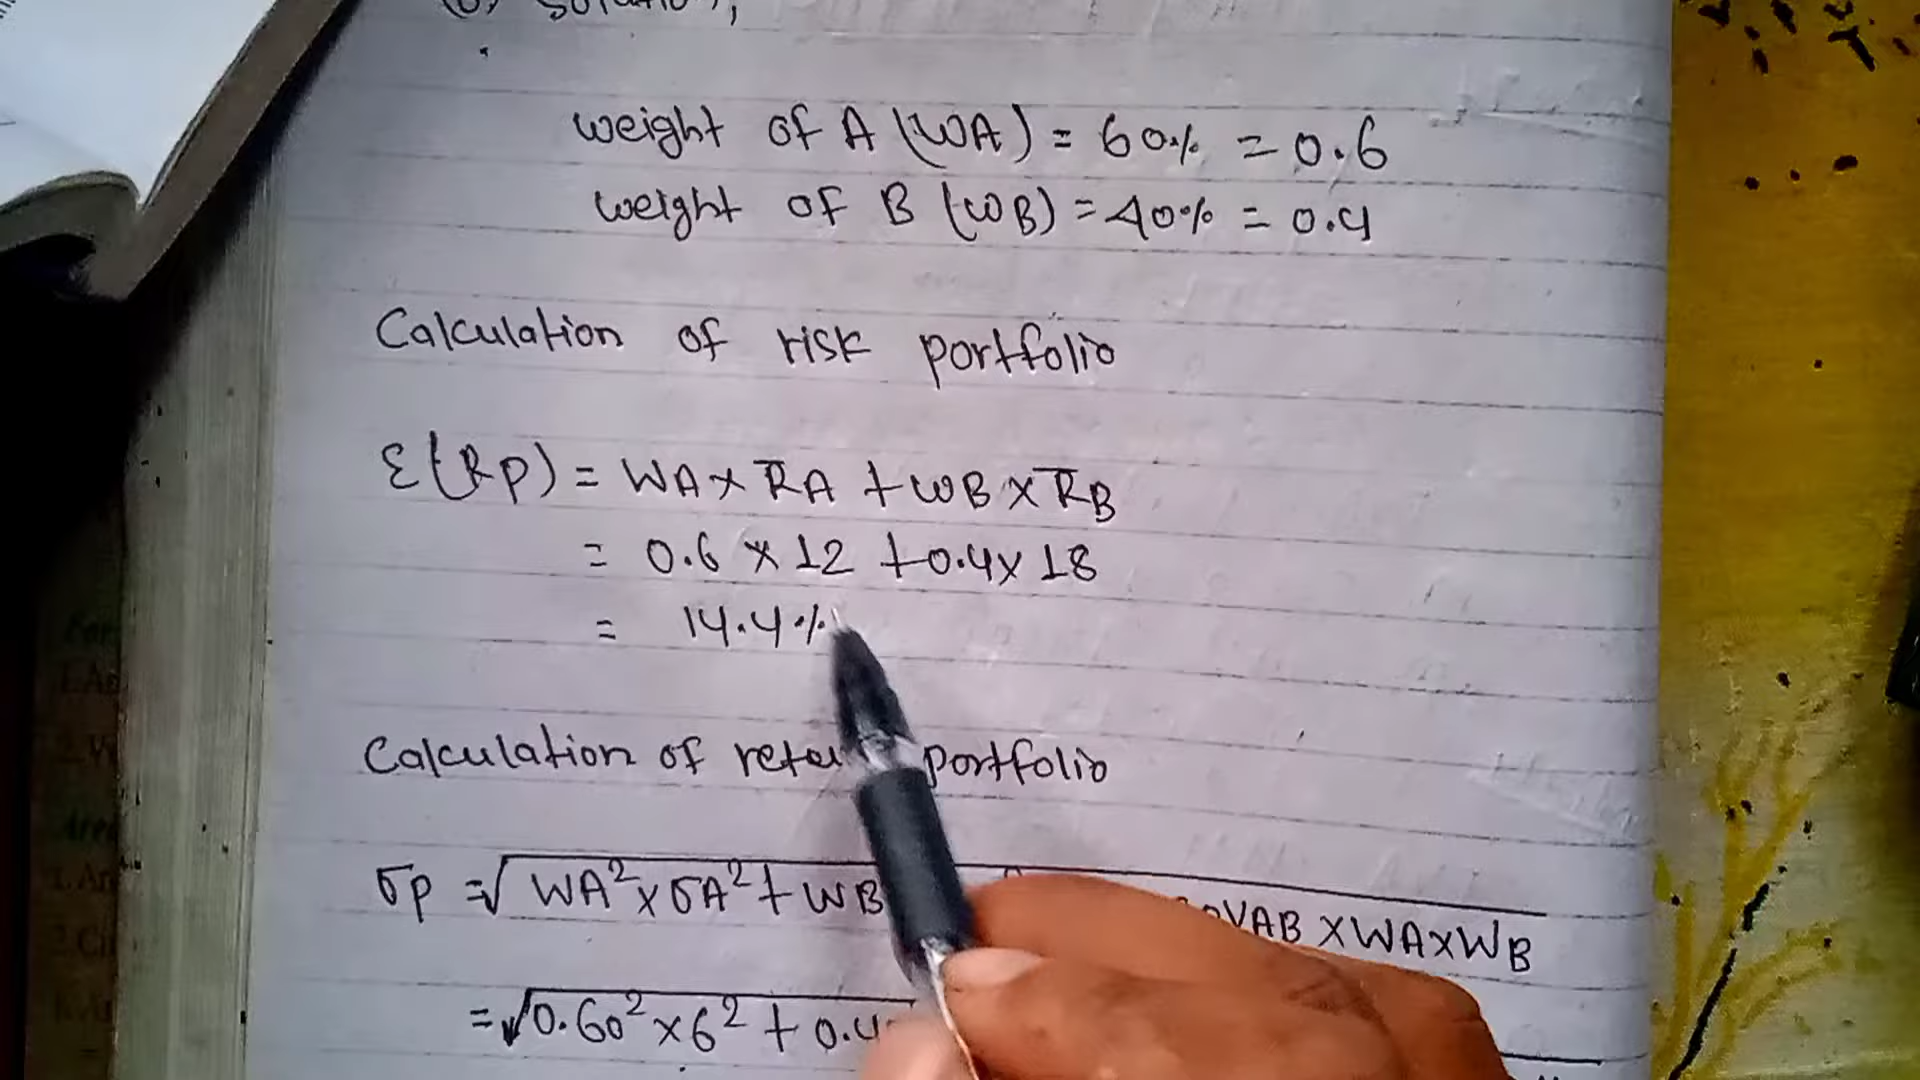 weight of A (WA) = 60% = 0.6
weight of B (WB) = 40% = 0.4
Calculation of risk portfolio
E(RP) = WA × R̅A + WB × R̅B
= 0.6 × 12 + 0.4 × 18
= 14.4%
Calculation of portfolio
σp = √WA² × σA² + WB VAB × WA × WB
= √0.60² × 6² + 0.4